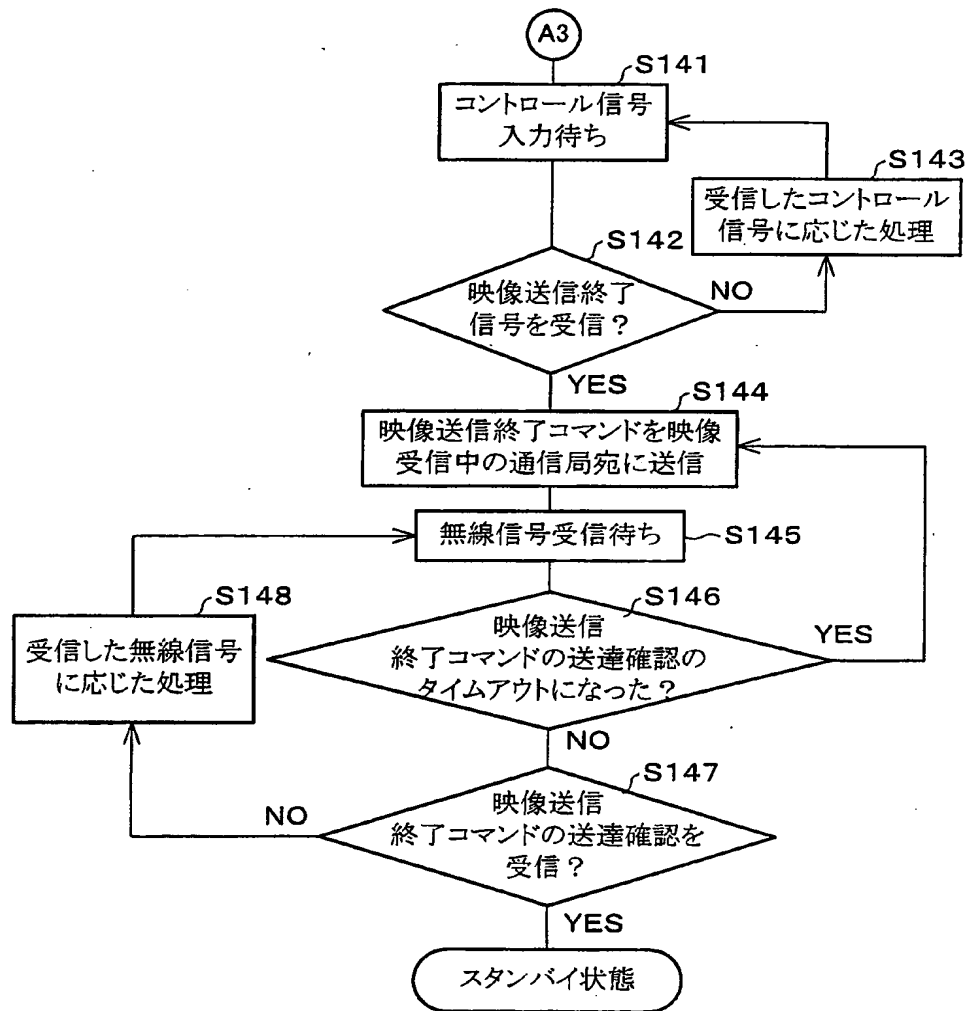 A3
S141
コントロール信号
入力待ち
S143
受信したコントロール
信号に応じた処理
S142
映像送信終了
信号を受信？
NO
YES
S144
映像送信終了コマンドを映像
受信中の通信局宛に送信
無線信号受信待ち
S145
S148
受信した無線信号
に応じた処理
S146
映像送信
終了コマンドの送達確認の
タイムアウトになった？
YES
NO
S147
映像送信
終了コマンドの送達確認を
受信？
NO
YES
スタンバイ状態